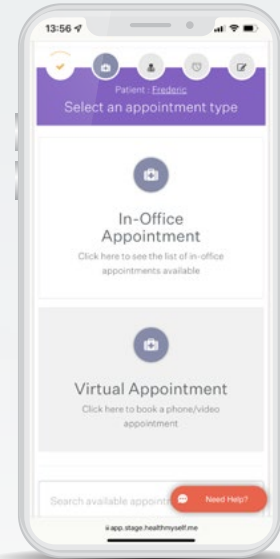 13:56
Patient : Frederic
Select an appointment type
In-Office
Appointment
Click here to see the list of in-office
appointments available
Virtual Appointment
Click here to book a phone/video
appointment
Search available appoint
Need Help?
app.stage.healthmyself.me